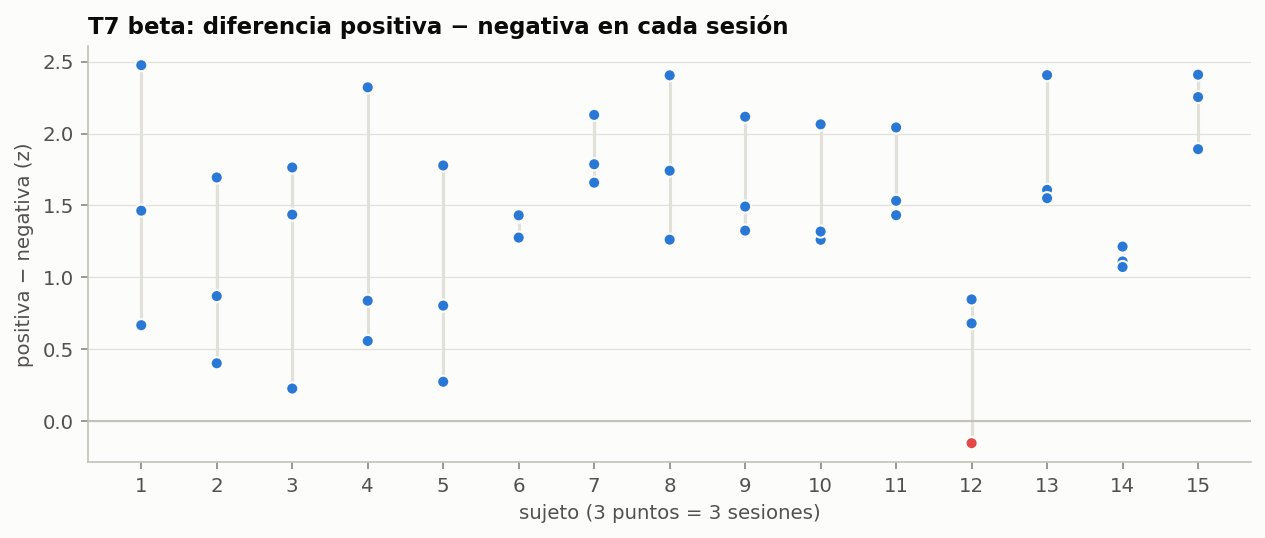 T7 beta: diferencia positiva − negativa en cada sesión
positiva − negativa (z)
2.5
2.0
1.5
1.0
0.5
0.0
1 2 3 4 5 6 7 8 9 10 11 12 13 14 15
sujeto (3 puntos = 3 sesiones)